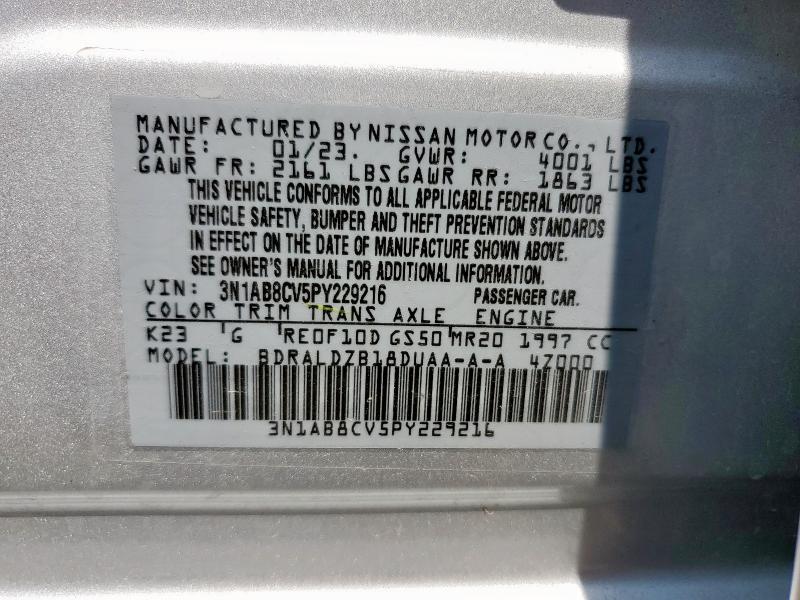 MANUFACTURED BY NISSAN MOTOR CO., LTD.
DATE: 01/23. GVWR: 4001 LBS
GAWR FR: 2161 LBS GAWR RR: 1863 LBS
THIS VEHICLE CONFORMS TO ALL APPLICABLE FEDERAL MOTOR
VEHICLE SAFETY, BUMPER AND THEFT PREVENTION STANDARDS
IN EFFECT ON THE DATE OF MANUFACTURE SHOWN ABOVE.
SEE OWNER'S MANUAL FOR ADDITIONAL INFORMATION.
VIN: 3N1AB8CV5PY229216 PASSENGER CAR.
COLOR TRIM TRANS AXLE ENGINE
K23 G RE0F10D GS50 MR20 1997 CC
MODEL: BDRALDZB18DUAA-A-A 4Z000
3N1AB8CV5PY229216